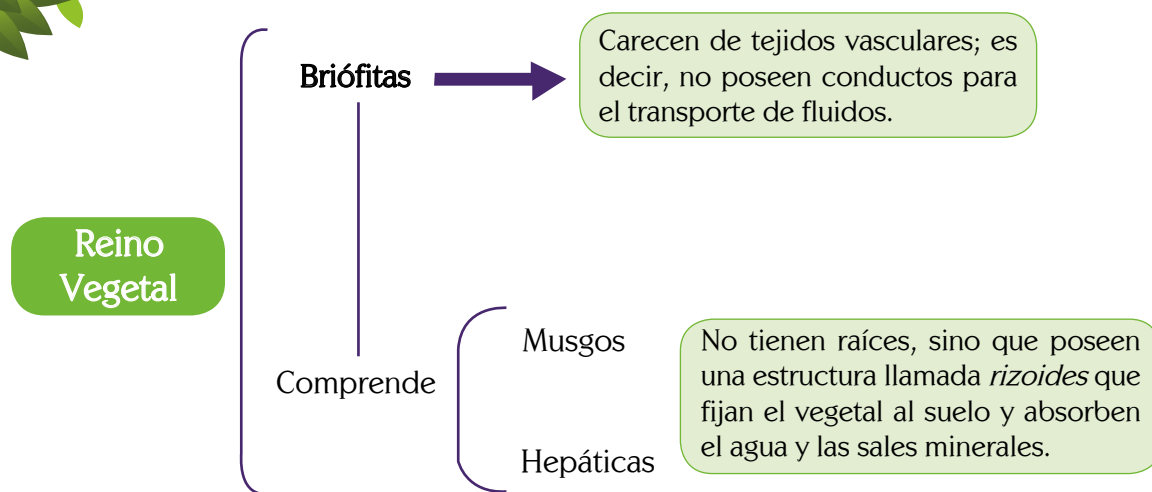 Reino
Vegetal
Briófitas
Carecen de tejidos vasculares; es
decir, no poseen conductos para
el transporte de fluidos.
Comprende
Musgos
Hepáticas
No tienen raíces, sino que poseen
una estructura llamada rizoides que
fijan el vegetal al suelo y absorben
el agua y las sales minerales.